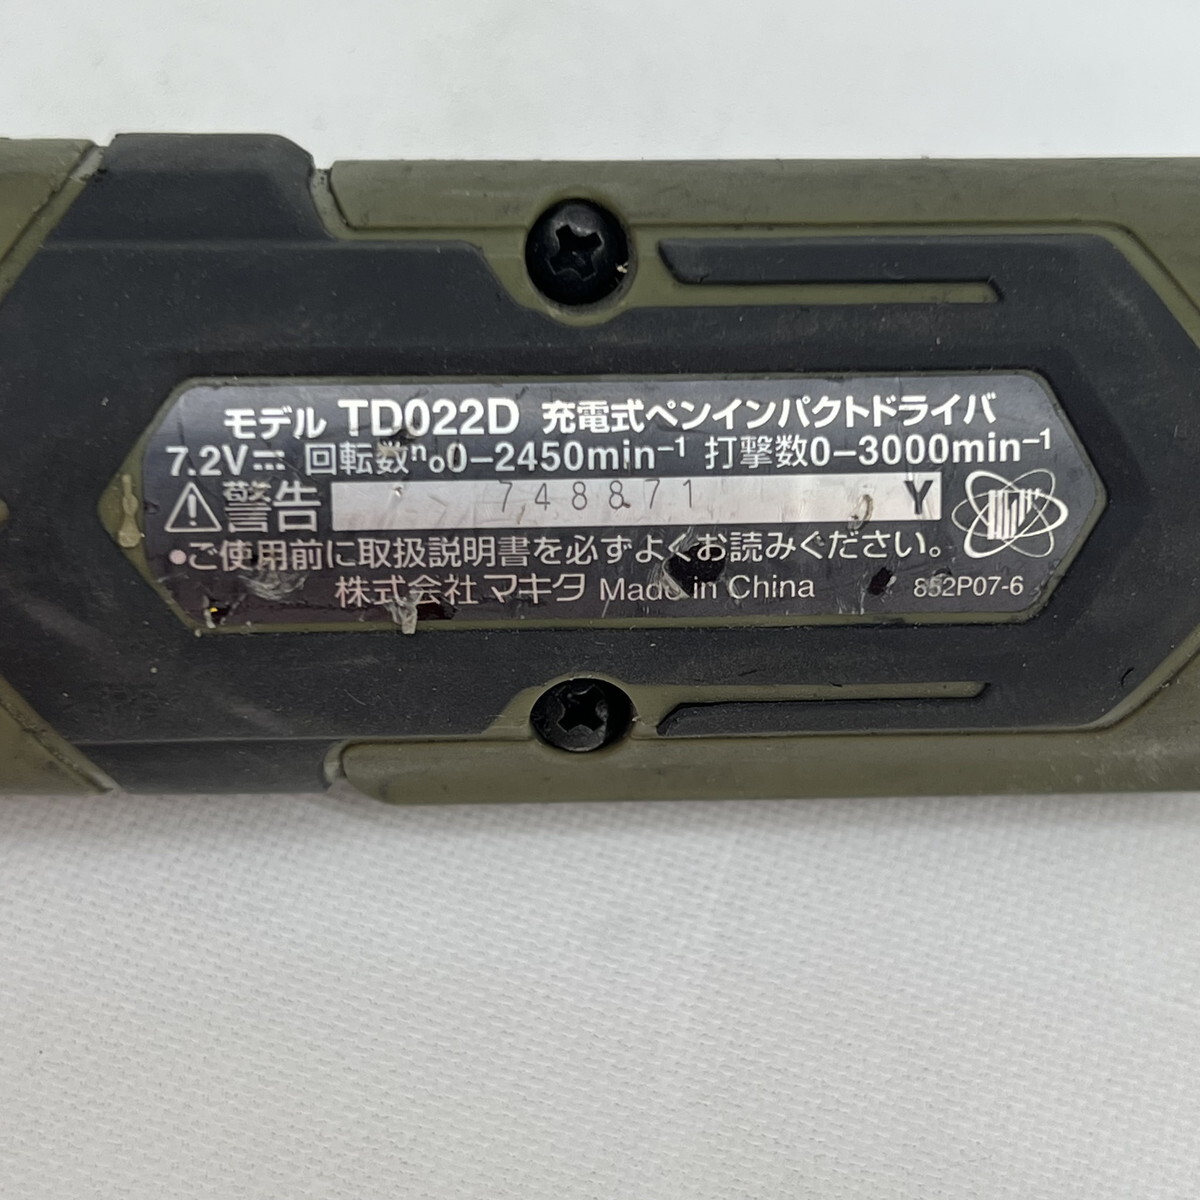 モデル TD022D 充電式ペンインパクトドライバ
7.2V⎓ 回転数n₀0-2450min⁻¹ 打撃数0-3000min⁻¹
⚠警告 748871 Y
•ご使用前に取扱説明書を必ずよくお読みください。
株式会社マキタ Made in China 852P07-6